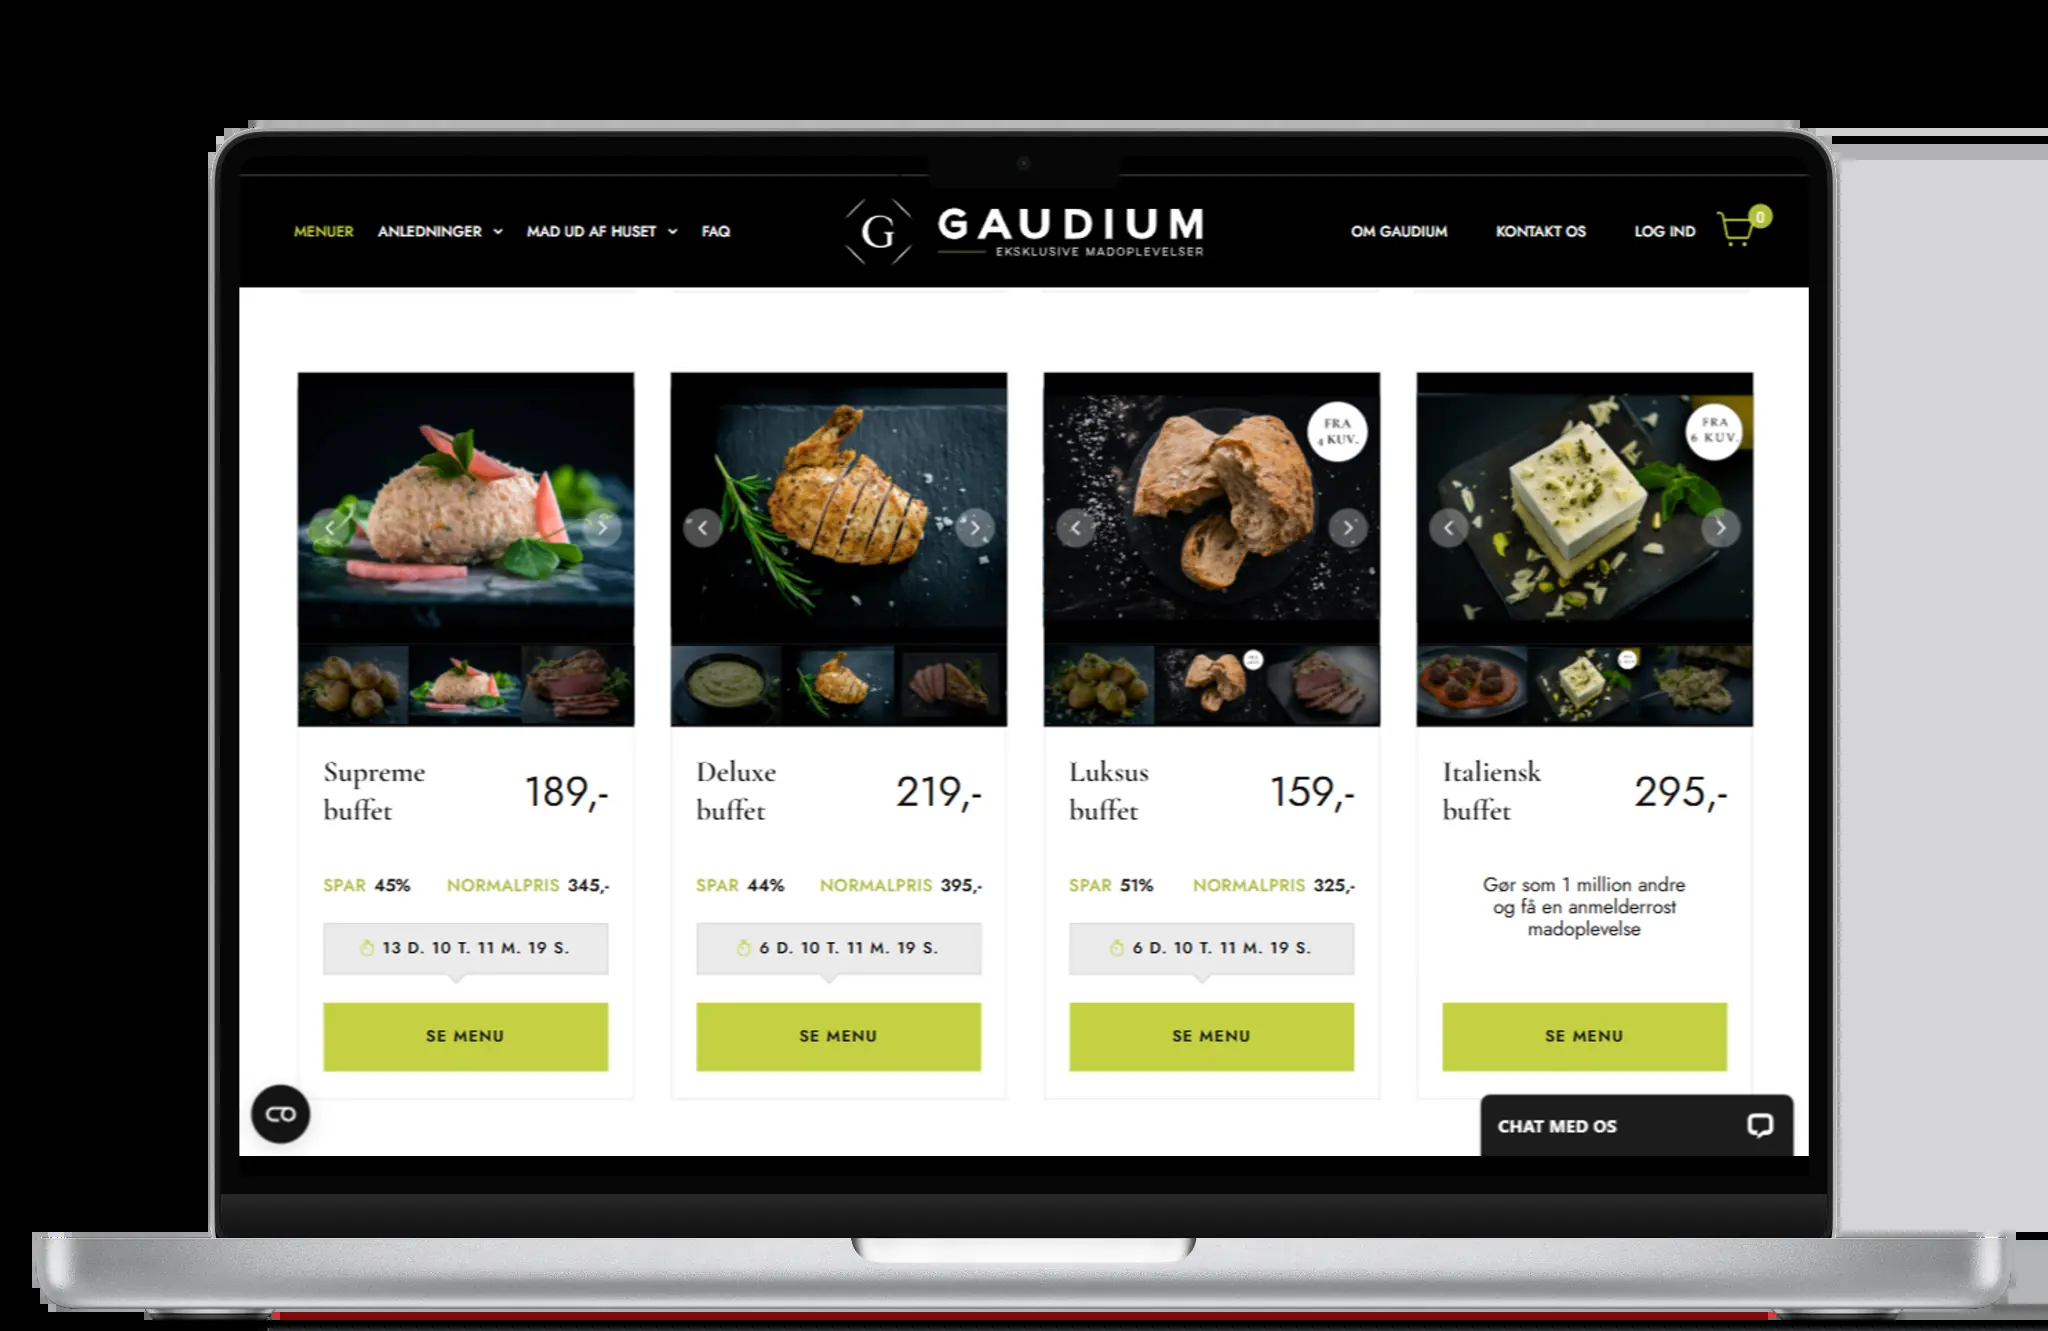 MENUER ANLEDNINGER MAD UD AF HUSET FAQ
G GAUDIUM
EKSKLUSIVE MADOPLEVELSER
OM GAUDIUM KONTAKT OS LOG IND 0
FRA
4 KUV.
FRA
6 KUV.
Supreme
buffet
189,-
SPAR 45% NORMALPRIS 345,-
13 D. 10 T. 11 M. 19 S.
SE MENU
Deluxe
buffet
219,-
SPAR 44% NORMALPRIS 395,-
6 D. 10 T. 11 M. 19 S.
SE MENU
Luksus
buffet
159,-
SPAR 51% NORMALPRIS 325,-
6 D. 10 T. 11 M. 19 S.
SE MENU
Italiensk
buffet
295,-
Gør som 1 million andre
og få en anmelderrost
madoplevelse
SE MENU
CHAT MED OS